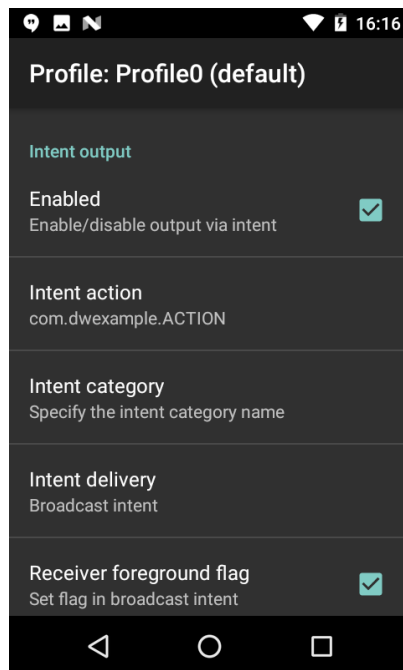 16:16
Profile: Profile0 (default)
Intent output
Enabled
Enable/disable output via intent
Intent action
com.dwexample.ACTION
Intent category
Specify the intent category name
Intent delivery
Broadcast intent
Receiver foreground flag
Set flag in broadcast intent